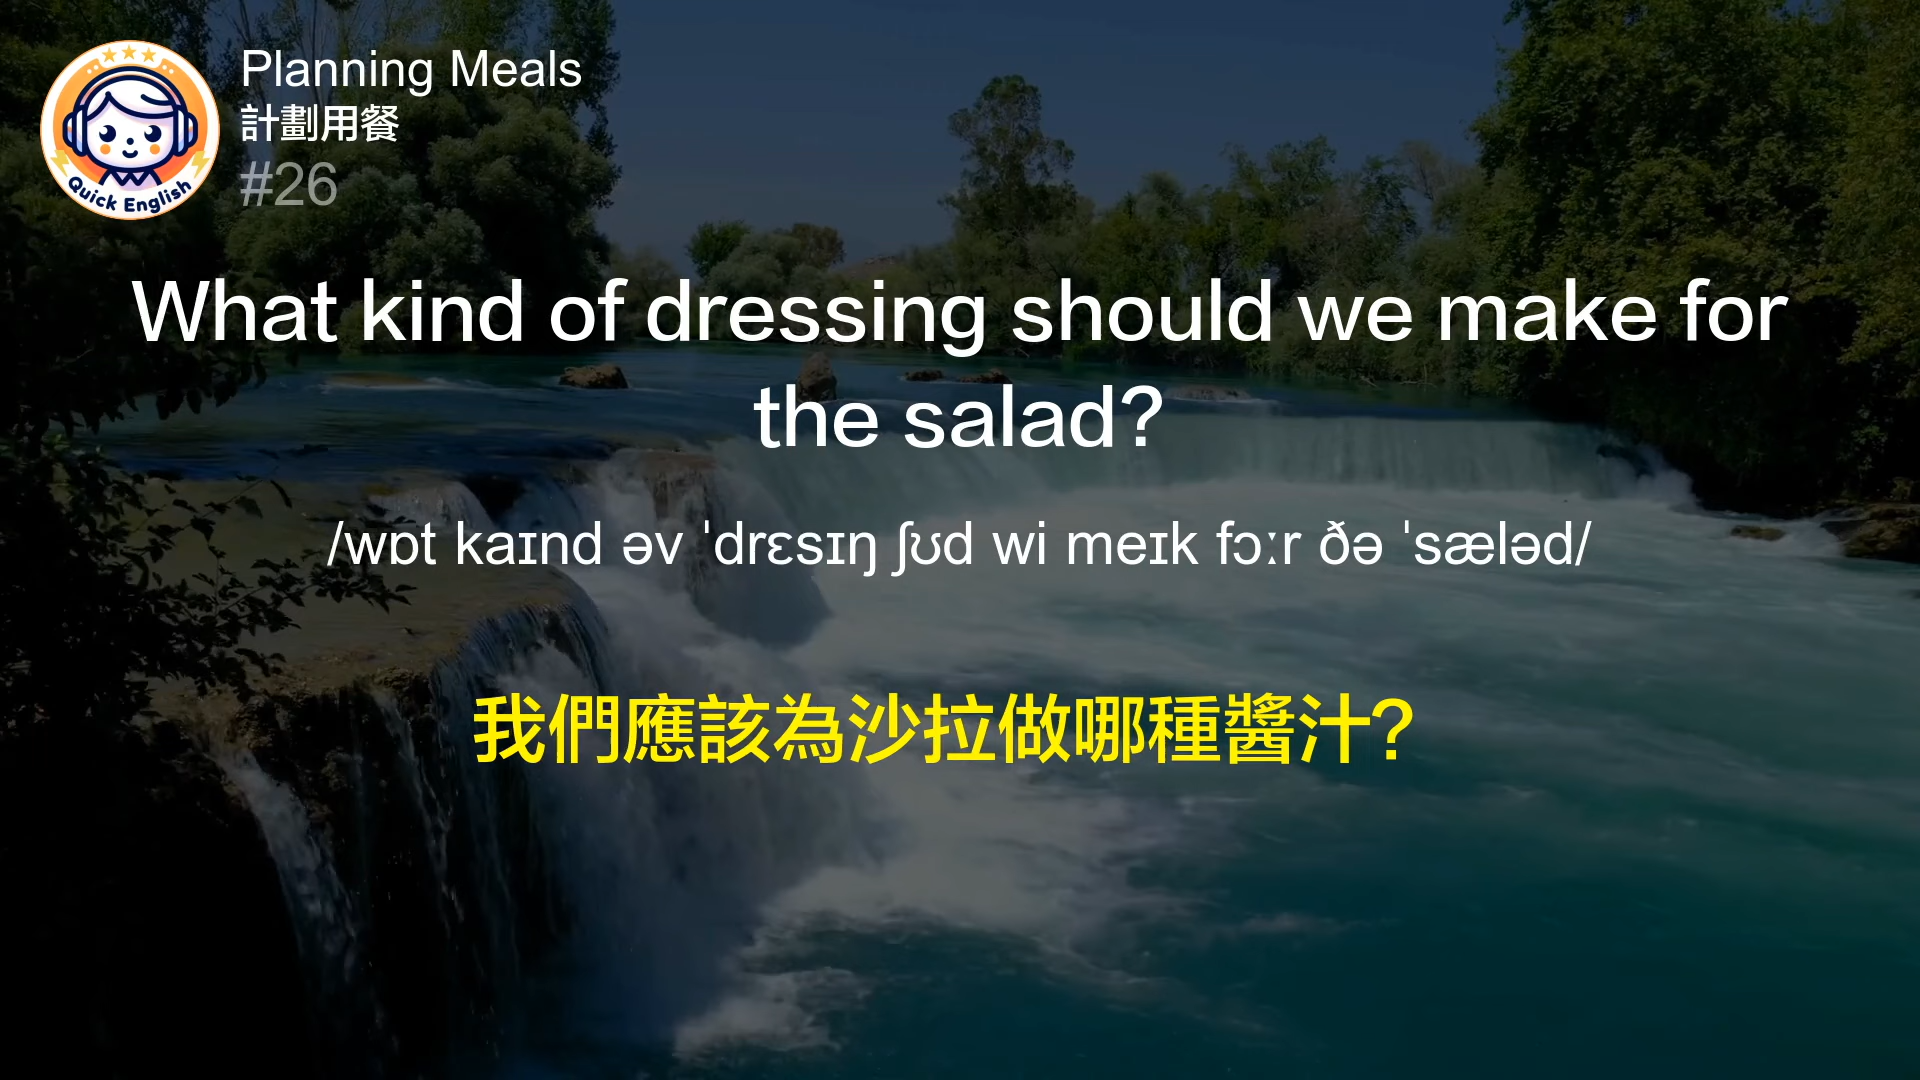 Planning Meals
計劃用餐
#26
Quick English
What kind of dressing should we make for
the salad?
/wɒt kaɪnd əv ˈdrɛsɪŋ ʃʊd wi meɪk fɔːr ðə ˈsæləd/
我們應該為沙拉做哪種醬汁?